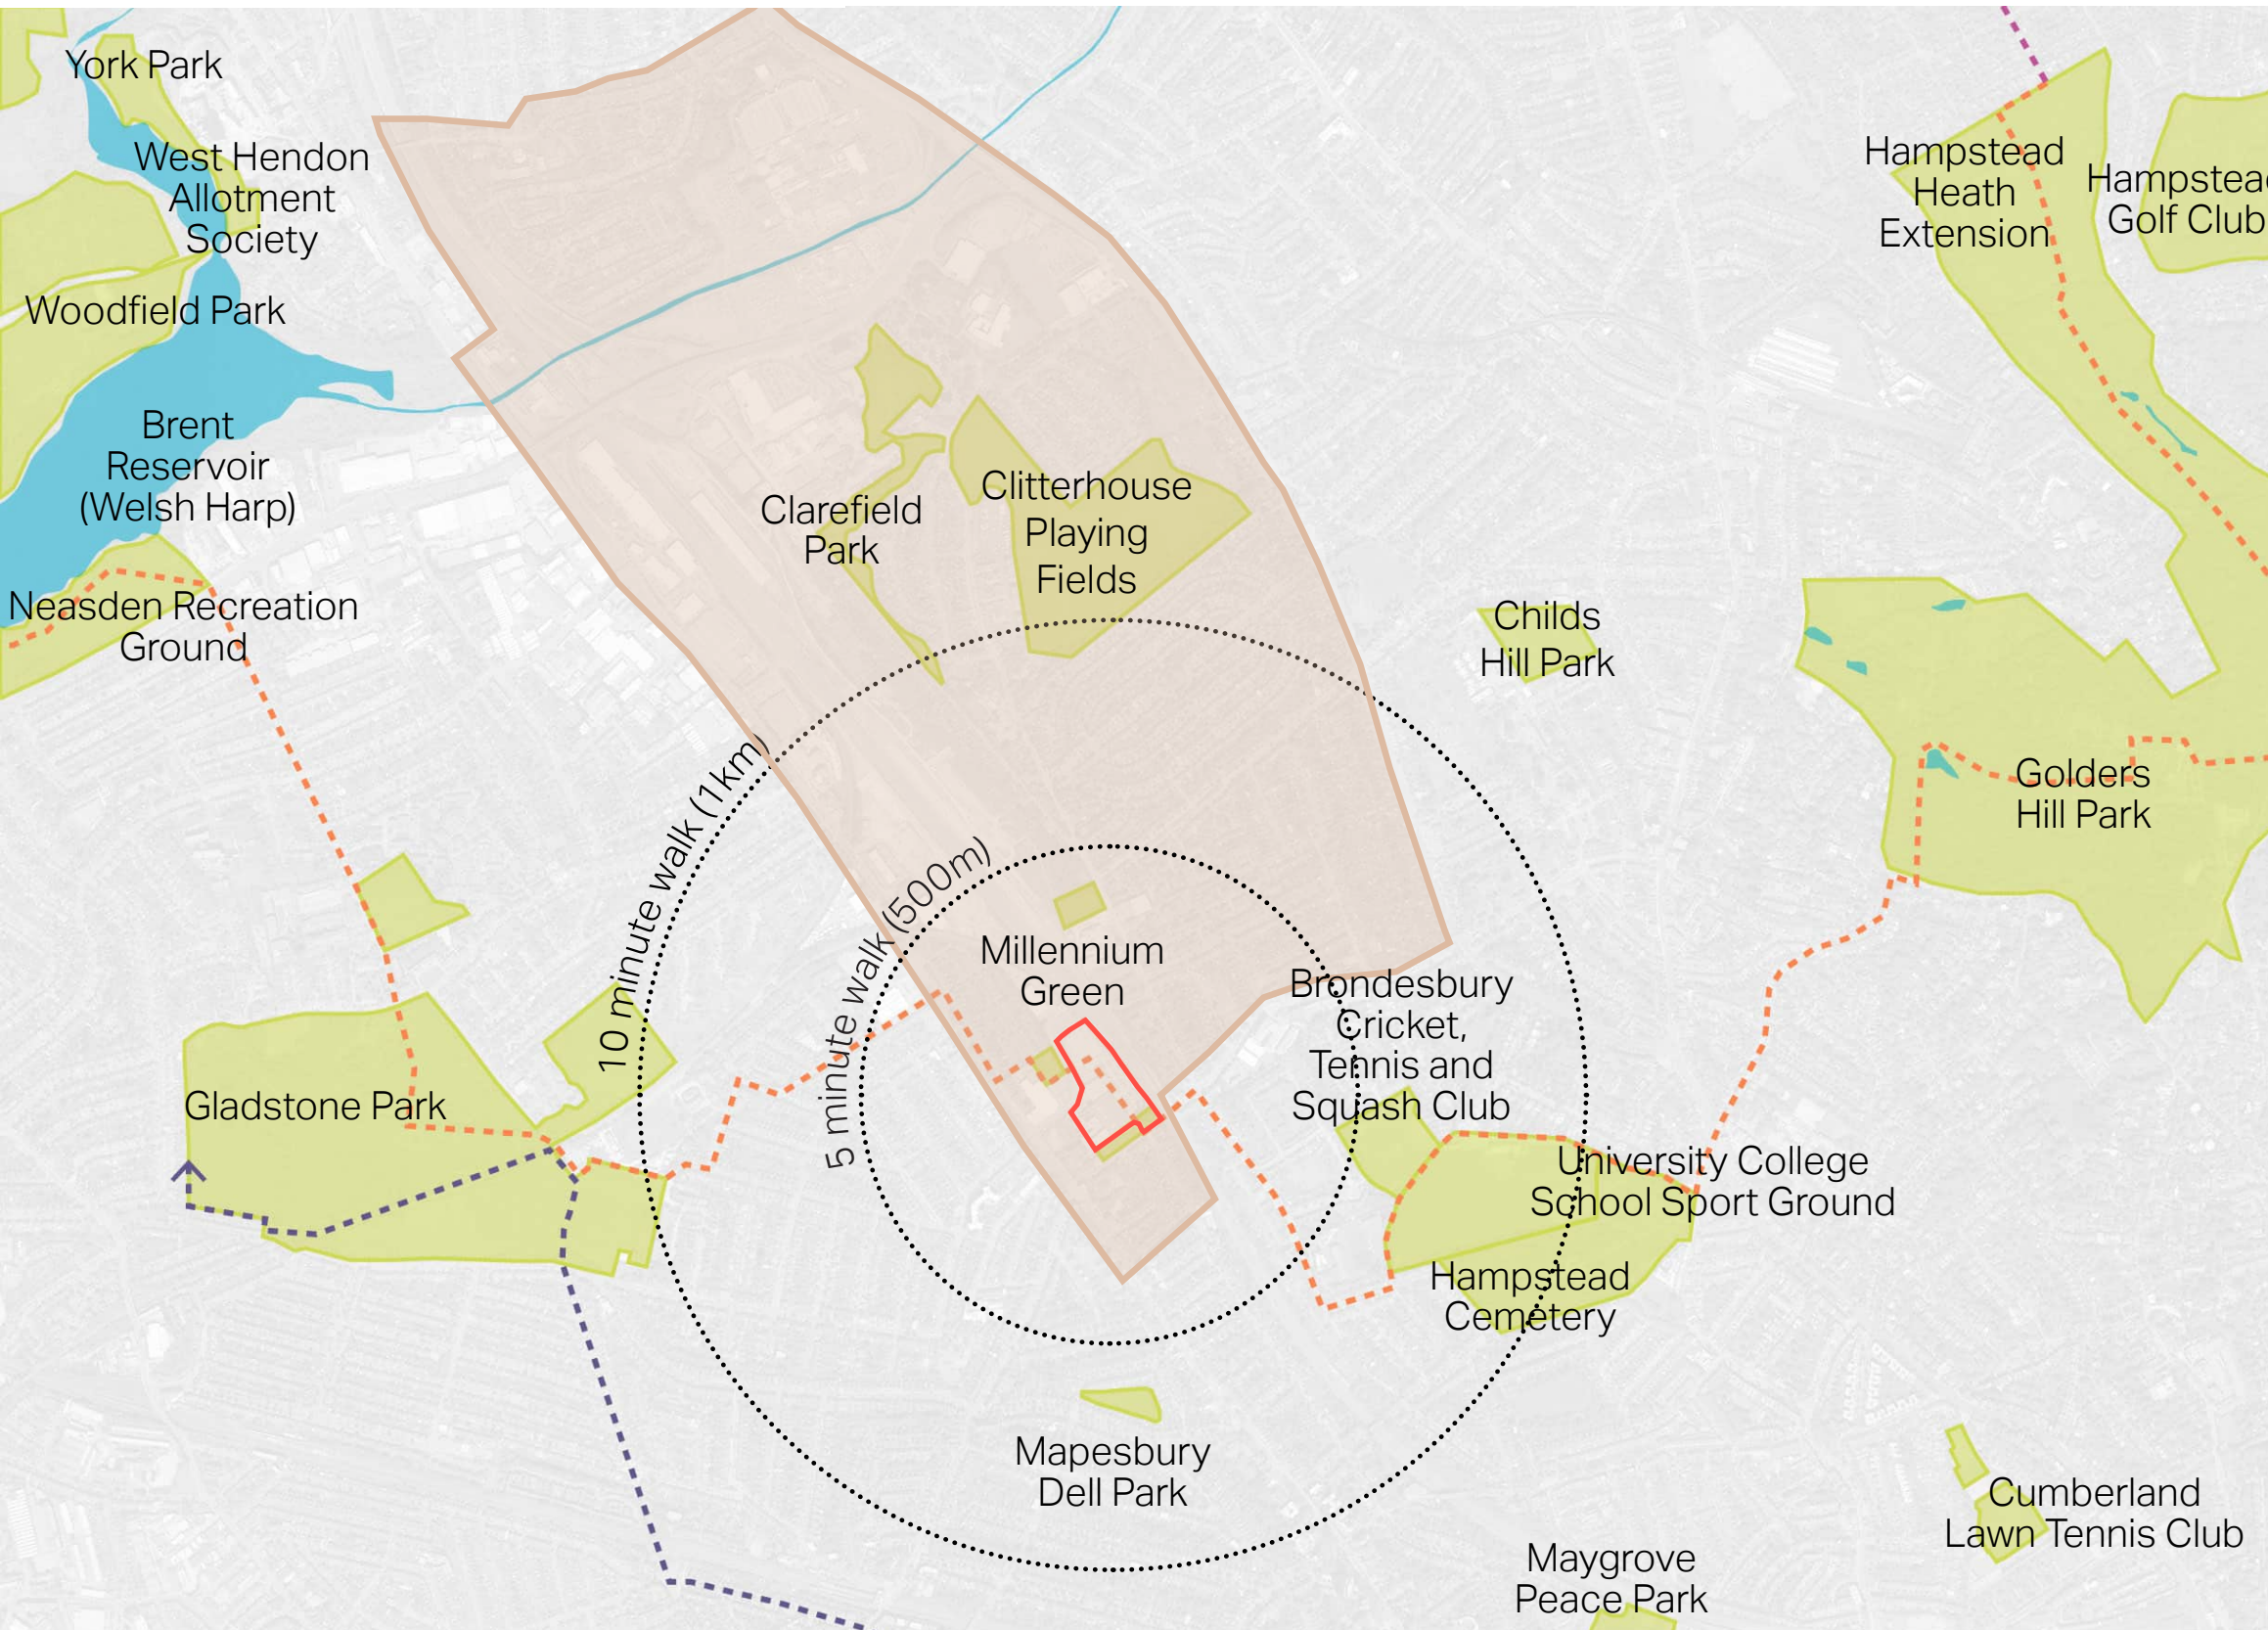 York Park
West Hendon
Allotment
Society
Woodfield Park
Brent
Reservoir
(Welsh Harp)
Neasden Recreation
Ground
Hampstead
Heath
Extension
Hampstead
Golf Club
Clarefield
Park
Clitterhouse
Playing
Fields
Childs
Hill Park
Golders
Hill Park
10 minute walk (1km)
5 minute walk (500m)
Millennium
Green
Brondesbury
Cricket,
Tennis and
Squash Club
Gladstone Park
University College
School Sport Ground
Hampstead
Cemetery
Mapesbury
Dell Park
Cumberland
Lawn Tennis Club
Maygrove
Peace Park